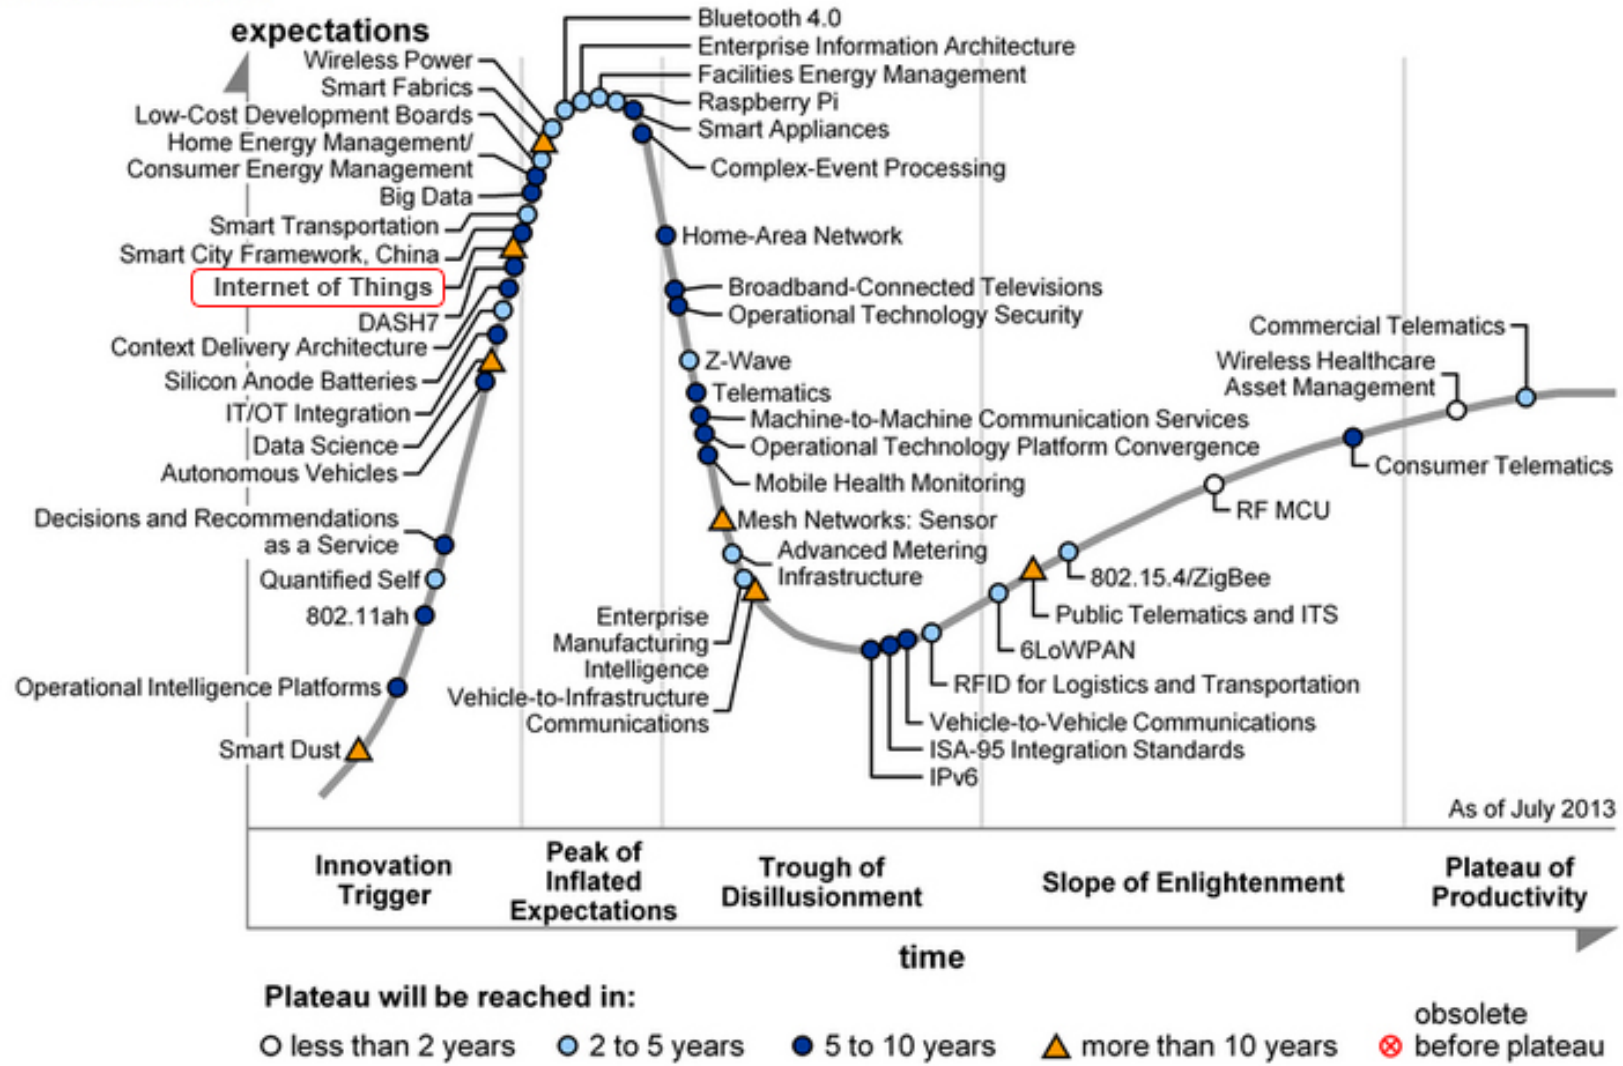 expectations
Wireless Power
Smart Fabrics
Low-Cost Development Boards
Home Energy Management/
Consumer Energy Management
Big Data
Smart Transportation
Smart City Framework, China
Internet of Things
DASH7
Context Delivery Architecture
Silicon Anode Batteries
IT/OT Integration
Data Science
Autonomous Vehicles
Decisions and Recommendations
as a Service
Quantified Self
802.11ah
Operational Intelligence Platforms
Smart Dust
Bluetooth 4.0
Enterprise Information Architecture
Facilities Energy Management
Raspberry Pi
Smart Appliances
Complex-Event Processing
Home-Area Network
Broadband-Connected Televisions
Operational Technology Security
Z-Wave
Telematics
Machine-to-Machine Communication Services
Operational Technology Platform Convergence
Mobile Health Monitoring
Mesh Networks: Sensor
Advanced Metering
Infrastructure
Enterprise
Manufacturing
Intelligence
Vehicle-to-Infrastructure
Communications
Commercial Telematics
Wireless Healthcare
Asset Management
Consumer Telematics
RF MCU
802.15.4/ZigBee
Public Telematics and ITS
6LoWPAN
RFID for Logistics and Transportation
Vehicle-to-Vehicle Communications
ISA-95 Integration Standards
IPv6
As of July 2013
Innovation
Trigger
Peak of
Inflated
Expectations
Trough of
Disillusionment
Slope of Enlightenment
Plateau of
Productivity
time
Plateau will be reached in:
less than 2 years
2 to 5 years
5 to 10 years
more than 10 years
obsolete
before plateau